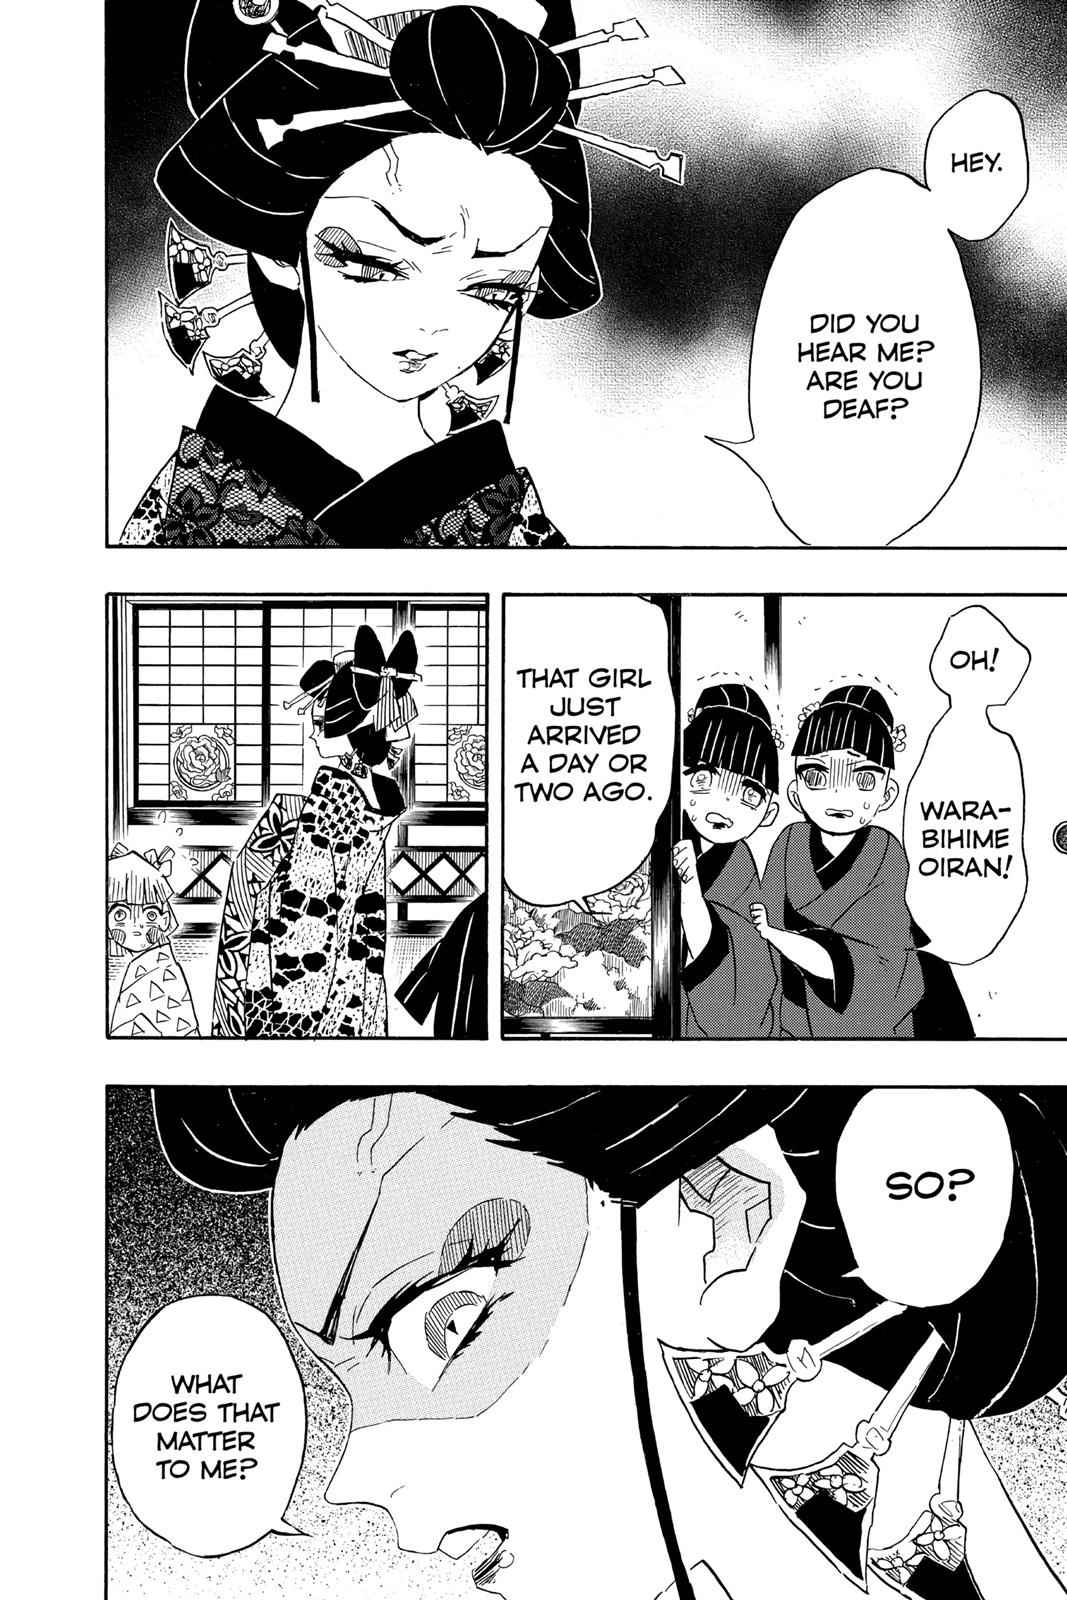 HEY.
DID YOU
HEAR ME?
ARE YOU
DEAF?
OH!
WARA-
BIHIME
OIRAN!
THAT GIRL
JUST
ARRIVED
A DAY OR
TWO AGO.
SO?
WHAT
DOES THAT
MATTER
TO ME?